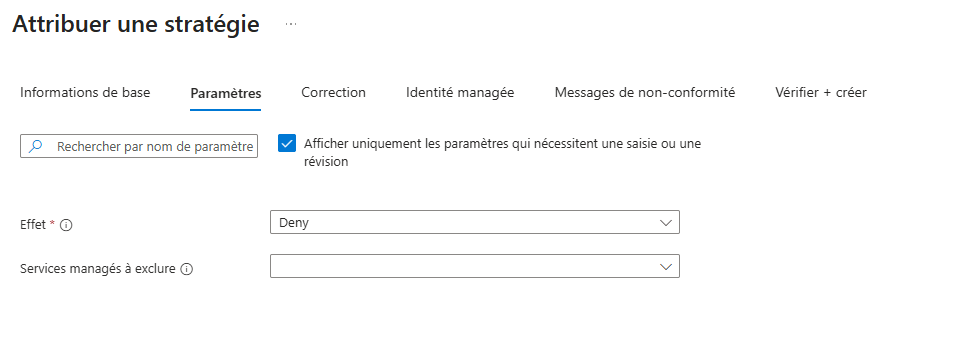 Attribuer une stratégie ...
Informations de base Paramètres Correction Identité managée Messages de non-conformité Vérifier + créer
Rechercher par nom de paramètre
Afficher uniquement les paramètres qui nécessitent une saisie ou une
révision
Effet * Deny
Services managés à exclure